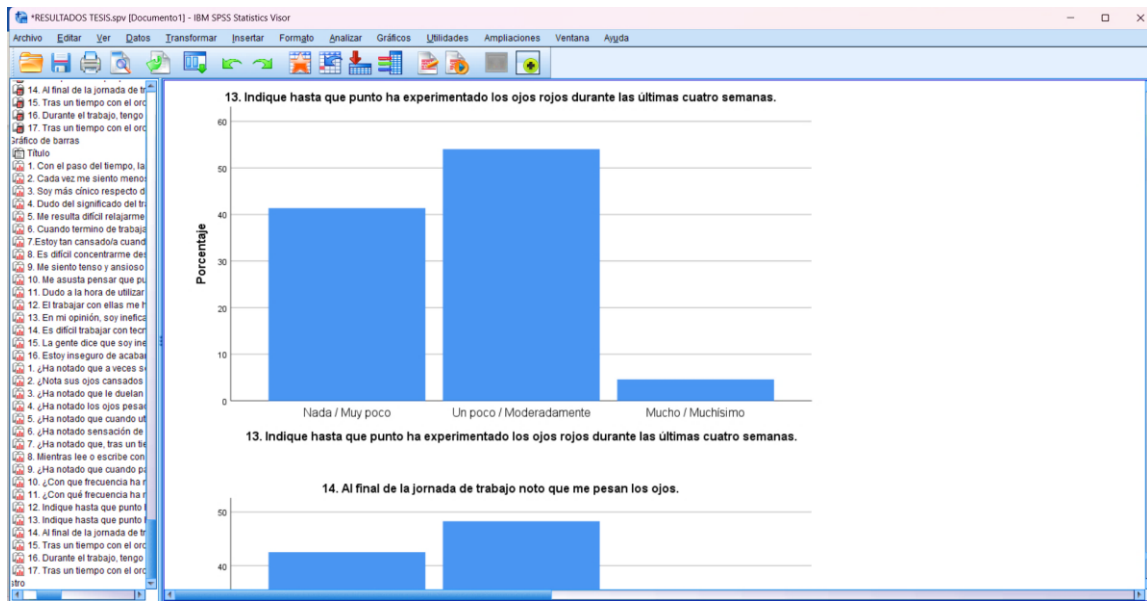 *RESULTADOS TESIS.spv [Documento1] - IBM SPSS Statistics Visor
Archivo Editar Ver Datos Transformar Insertar Formato Analizar Gráficos Utilidades Ampliaciones Ventana Ayuda
14. Al final de la jornada de tr
15. Tras un tiempo con el ord
16. Durante el trabajo, tengo
17. Tras un tiempo con el ord
Gráfico de barras
Título
1. Con el paso del tiempo, la
2. Cada vez me siento meno
3. Soy más cínico respecto d
4. Dudo del significado del tr
5. Me resulta difícil relajarme
6. Cuando termino de trabaja
7.Estoy tan cansado/a cuand
8. Es difícil concentrarme des
9. Me siento tenso y ansioso
10. Me asusta pensar que pu
11. Dudo a la hora de utilizar
12. El trabajar con ellas me h
13. En mi opinión, soy inefica
14. Es difícil trabajar con tecn
15. La gente dice que soy ine
16. Estoy inseguro de acabar
1. ¿Ha notado que a veces s
2. ¿Nota sus ojos cansados
3. ¿Ha notado que le duelan
4. ¿Ha notado los ojos pesad
5. ¿Ha notado que cuando ut
6. ¿Ha notado sensación de
7. ¿Ha notado que, tras un tie
8. Mientras lee o escribe con
9. ¿Ha notado que cuando pa
10. ¿Con que frecuencia ha n
11. ¿Con qué frecuencia ha n
12. Indique hasta que punto h
13. Indique hasta que punto h
14. Al final de la jornada de tr
15. Tras un tiempo con el ord
16. Durante el trabajo, tengo
17. Tras un tiempo con el ord
stro
13. Indique hasta que punto ha experimentado los ojos rojos durante las últimas cuatro semanas.
60
50
40
30
20
10
0
Porcentaje
Nada / Muy poco Un poco / Moderadamente Mucho / Muchísimo
13. Indique hasta que punto ha experimentado los ojos rojos durante las últimas cuatro semanas.
14. Al final de la jornada de trabajo noto que me pesan los ojos.
50
40